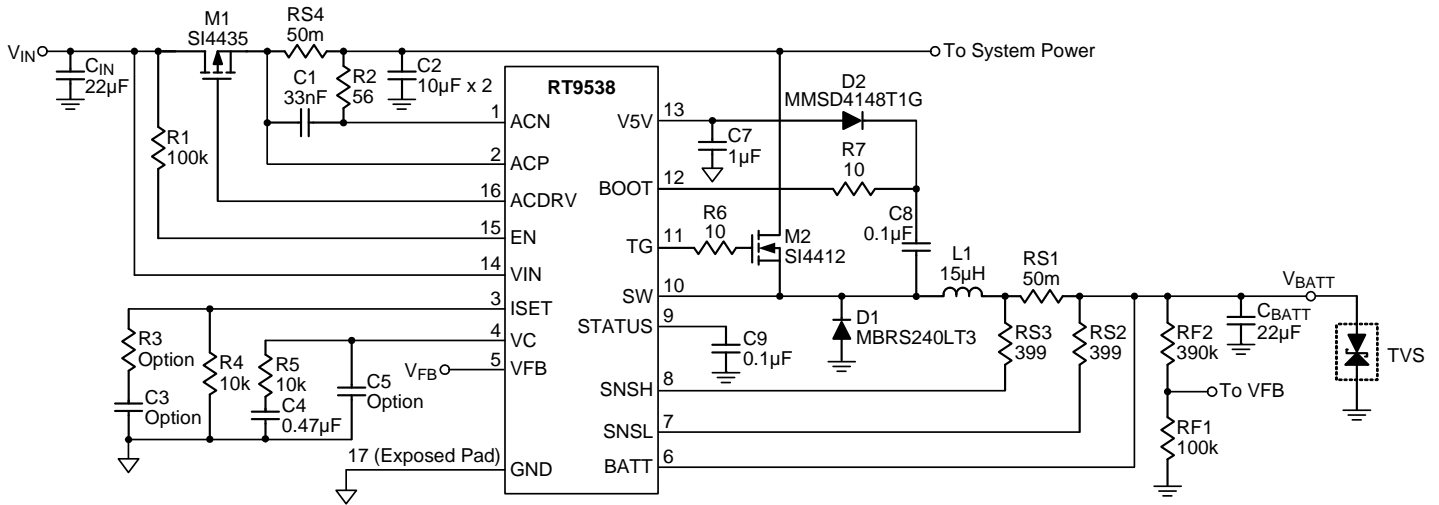 M1
SI4435
RS4
50m
V_IN
To System Power
C_IN
22µF
C1
33nF
R2
56
C2
10µF x 2
RT9538
D2
MMSD4148T1G
1
ACN
V5V
13
C7
1µF
R1
100k
2
ACP
R7
10
BOOT
12
16
ACDRV
C8
0.1µF
R6
10
M2
SI4412
15
EN
TG
11
14
VIN
L1
15µH
RS1
50m
V_BATT
SW
10
3
ISET
STATUS
9
D1
MBRS240LT3
RS3
399
RS2
399
RF2
390k
C_BATT
22µF
TVS
C9
0.1µF
R3
Option
R4
10k
4
VC
R5
10k
V_FB
5
VFB
C5
Option
SNSH
8
To VFB
C3
Option
C4
0.47µF
SNSL
7
RF1
100k
17 (Exposed Pad)
GND
BATT
6